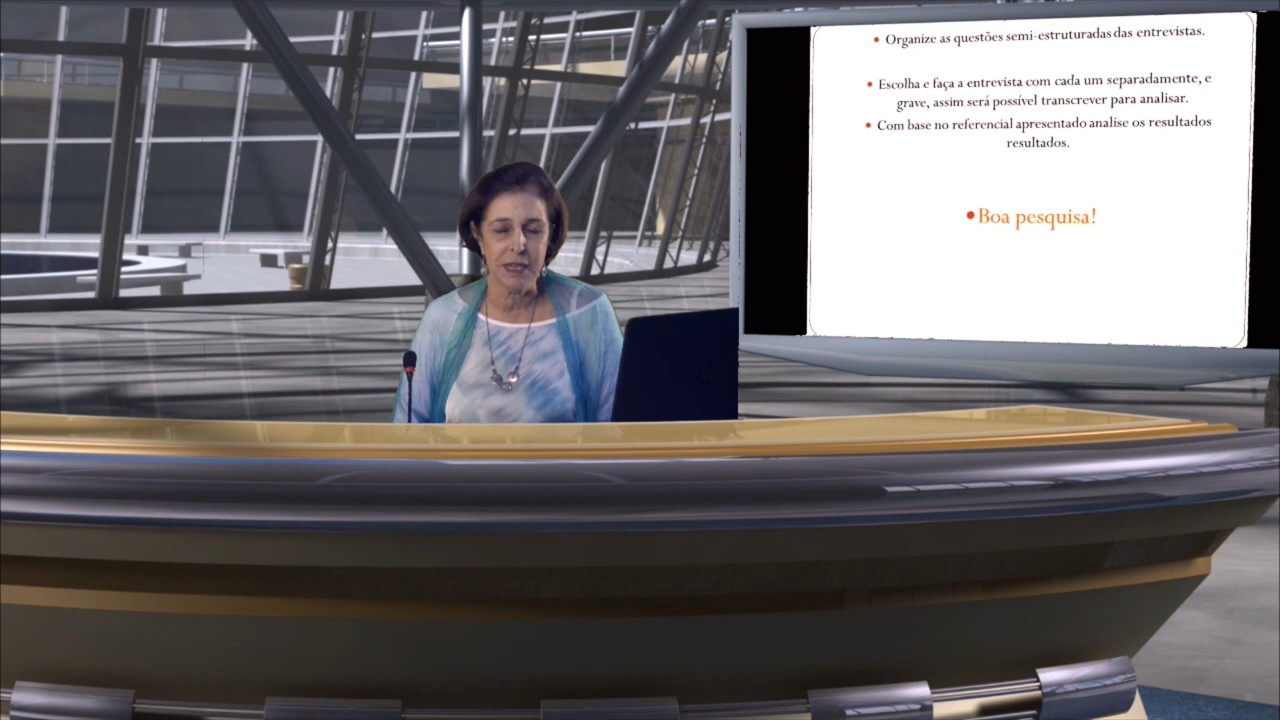 • Organize as questões semi-estruturadas das entrevistas.
• Escolha e faça a entrevista com cada um separadamente, e
grave, assim será possível transcrever para analisar.
• Com base no referencial apresentado analise os resultados
resultados.
• Boa pesquisa!